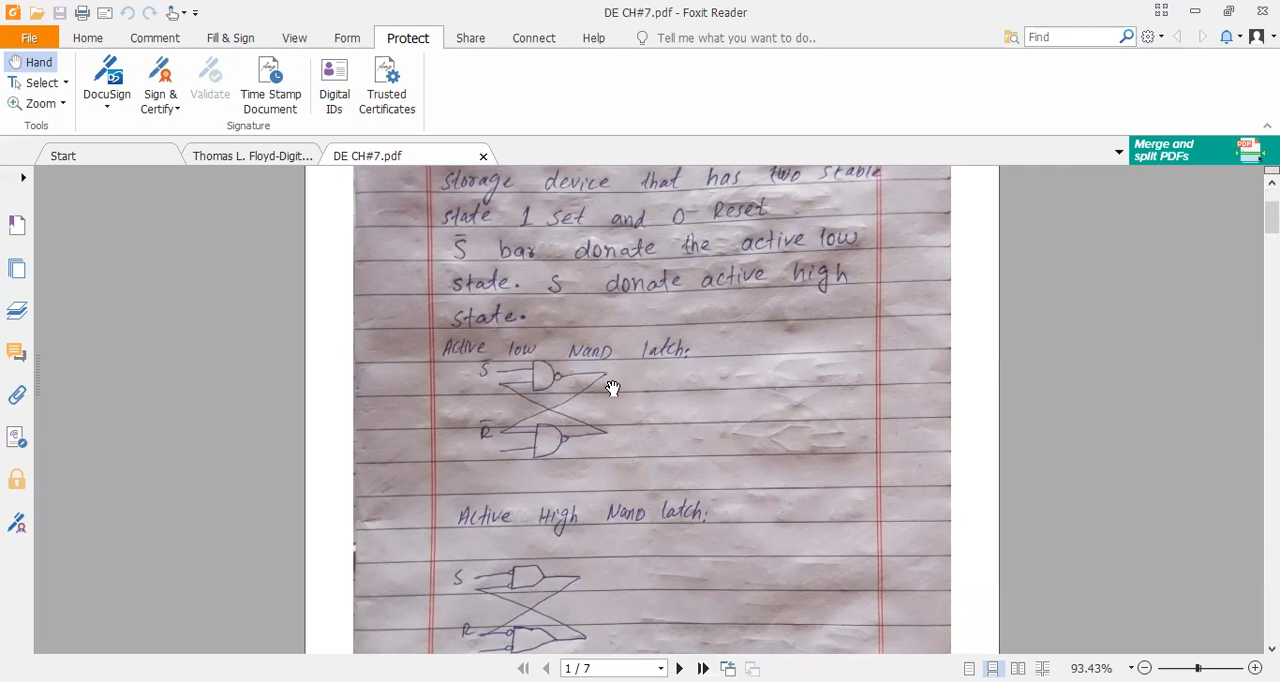 DE CH#7.pdf - Foxit Reader
File Home Comment Fill & Sign View Form Protect Share Connect Help Tell me what you want to do.. Find
Hand
Select
Zoom
Tools
DocuSign
Sign & Certify
Validate
Time Stamp Document
Digital IDs
Trusted Certificates
Signature
Start
Thomas L. Floyd-Digit...
DE CH#7.pdf
Merge and split PDFs
PDF
storage device that has two stable
state 1 Set and 0- Reset
S̅ bar donate the active low
state. S donate active high
state.
Active low NanD latch:
S̅
R̅
Active High NanD latch:
S
R
1 / 7
93.43%